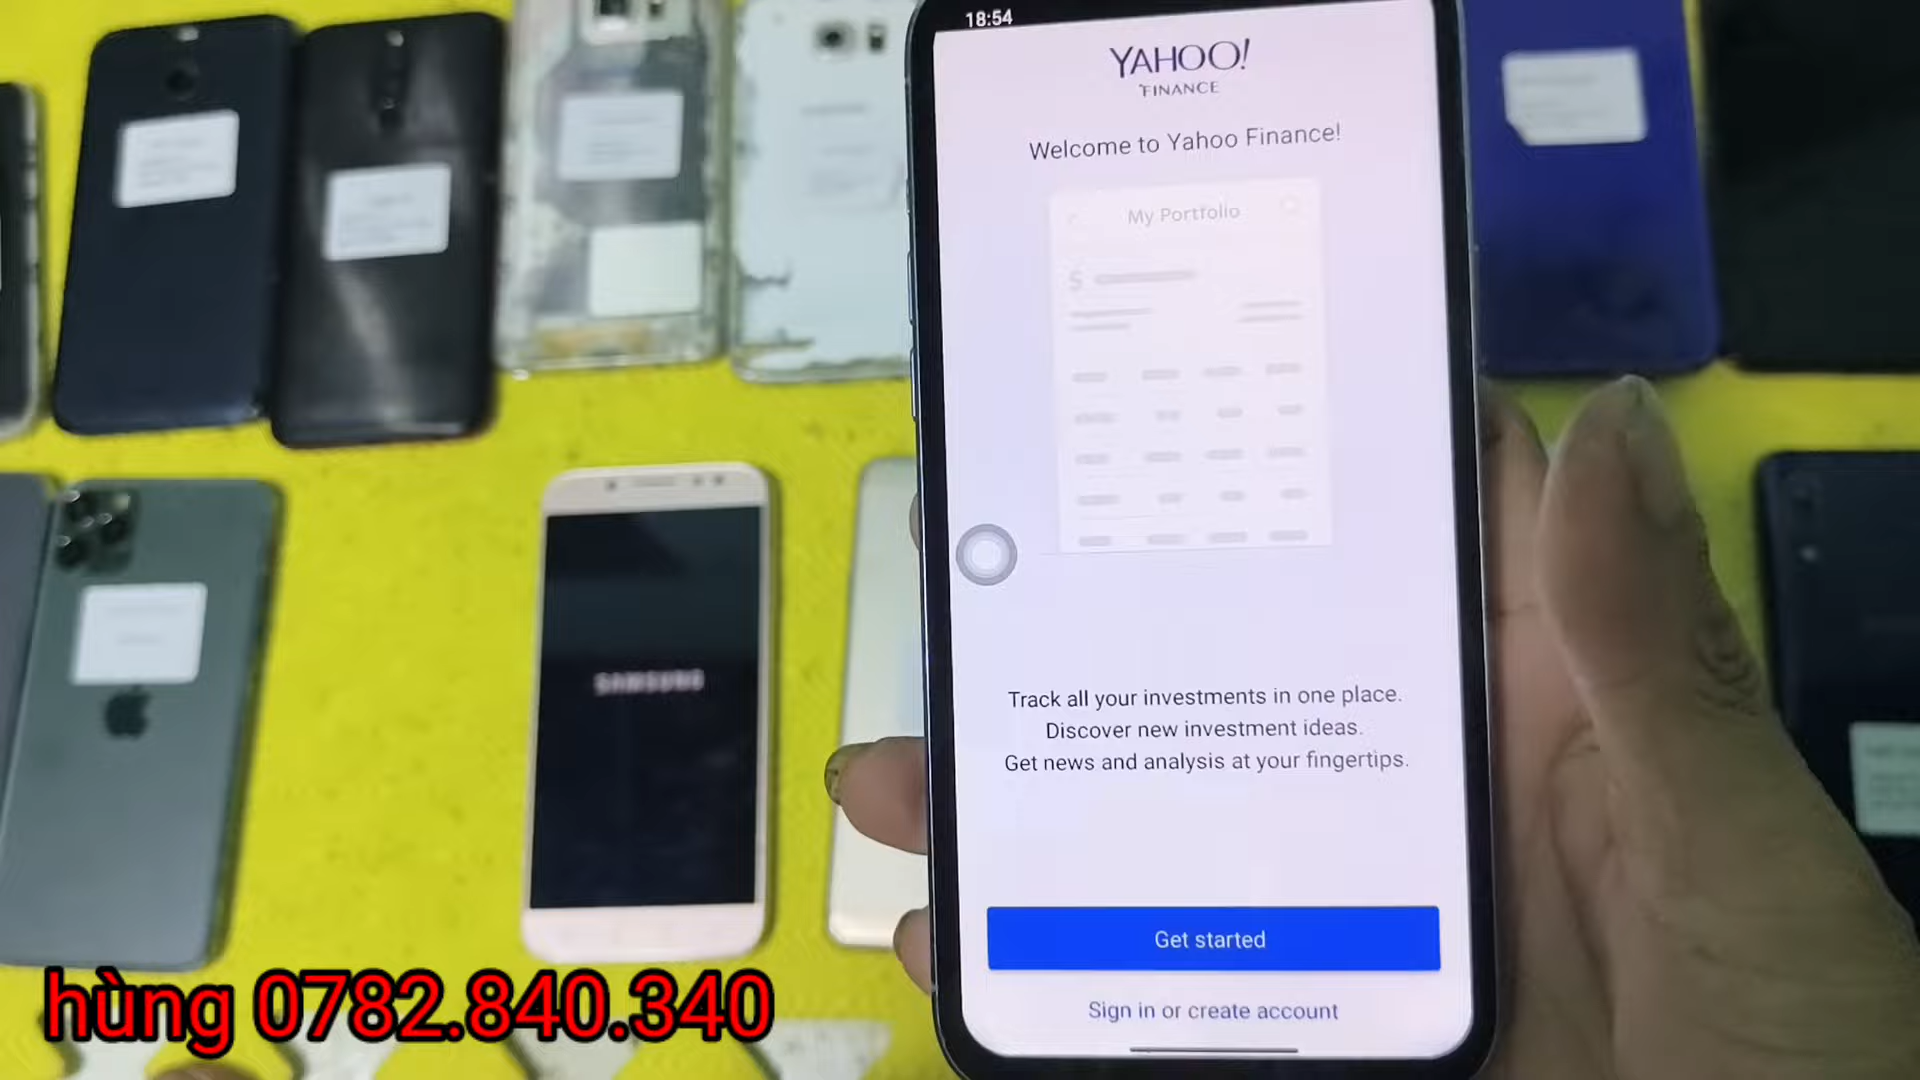 18:54
YAHOO!
FINANCE
Welcome to Yahoo Finance!
My Portfolio
$
Track all your investments in one place.
Discover new investment ideas.
Get news and analysis at your fingertips.
Get started
Sign in or create account
SAMSUNG
hùng 0782.840.340